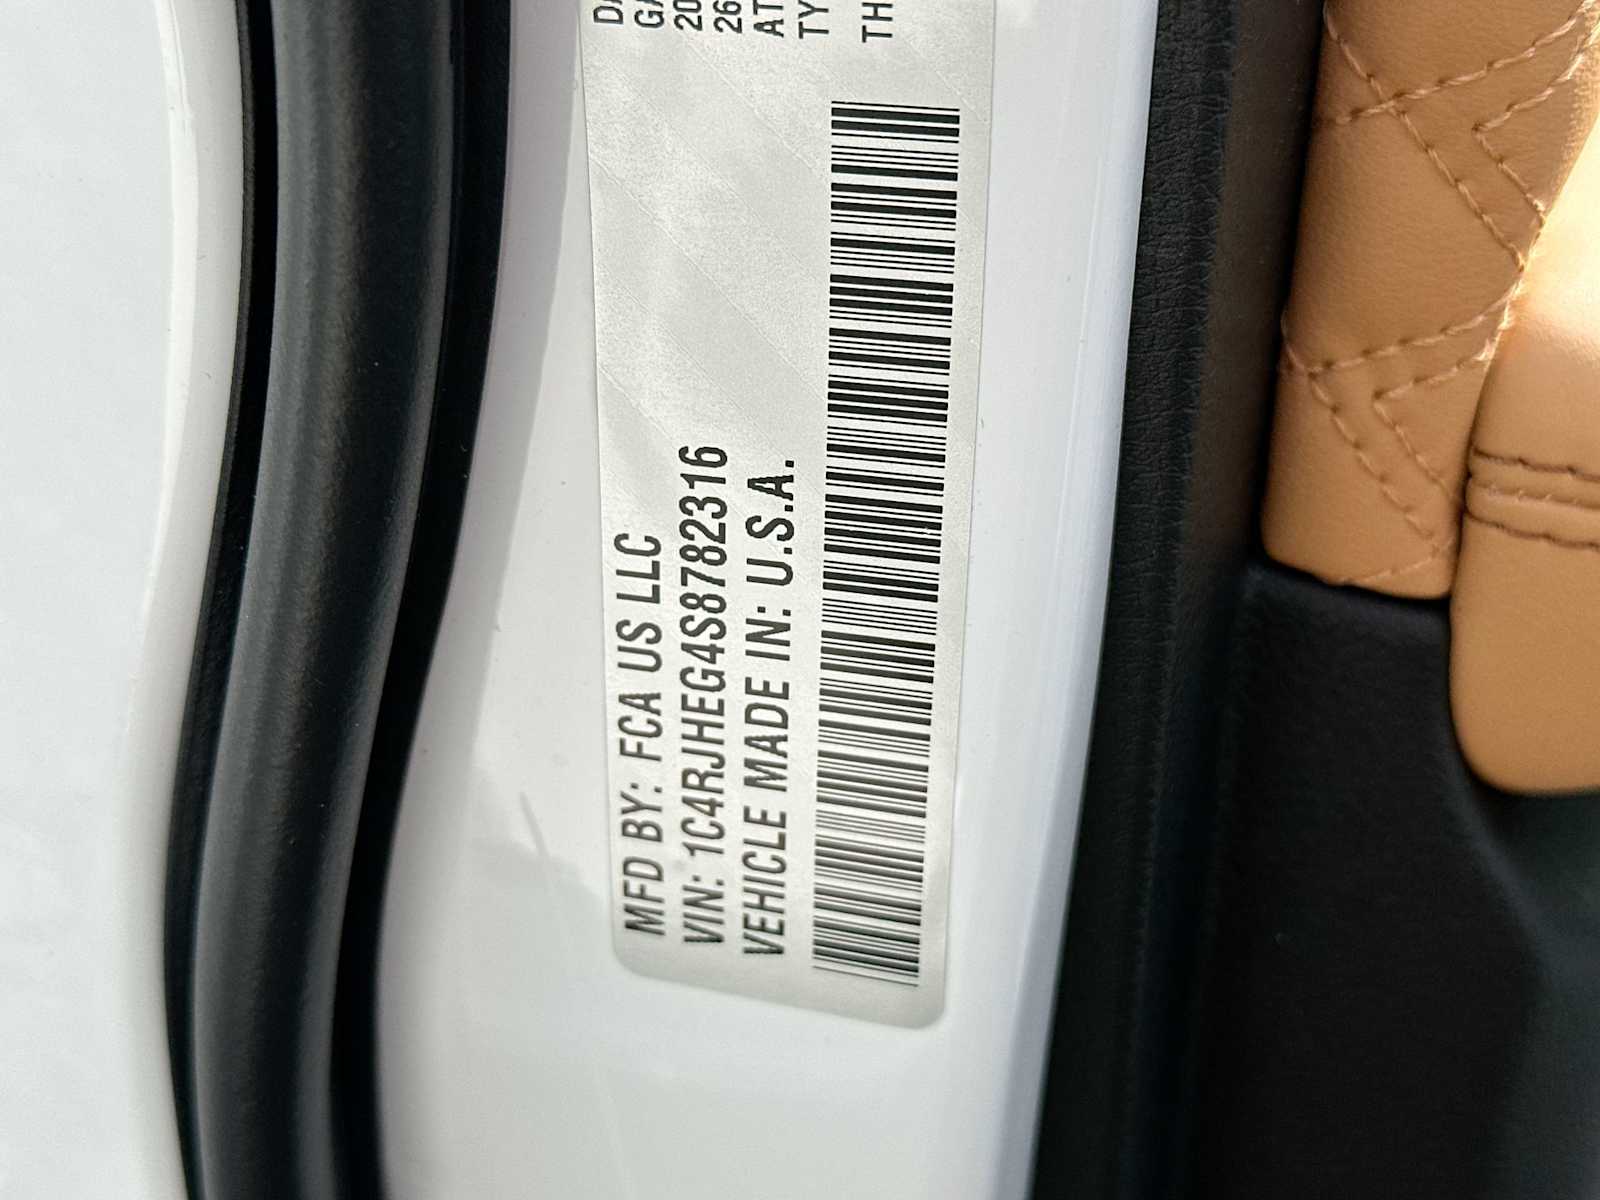 MFD BY: FCA US LLC
VIN: 1C4RJHEG4S8782316
VEHICLE MADE IN: U.S.A.